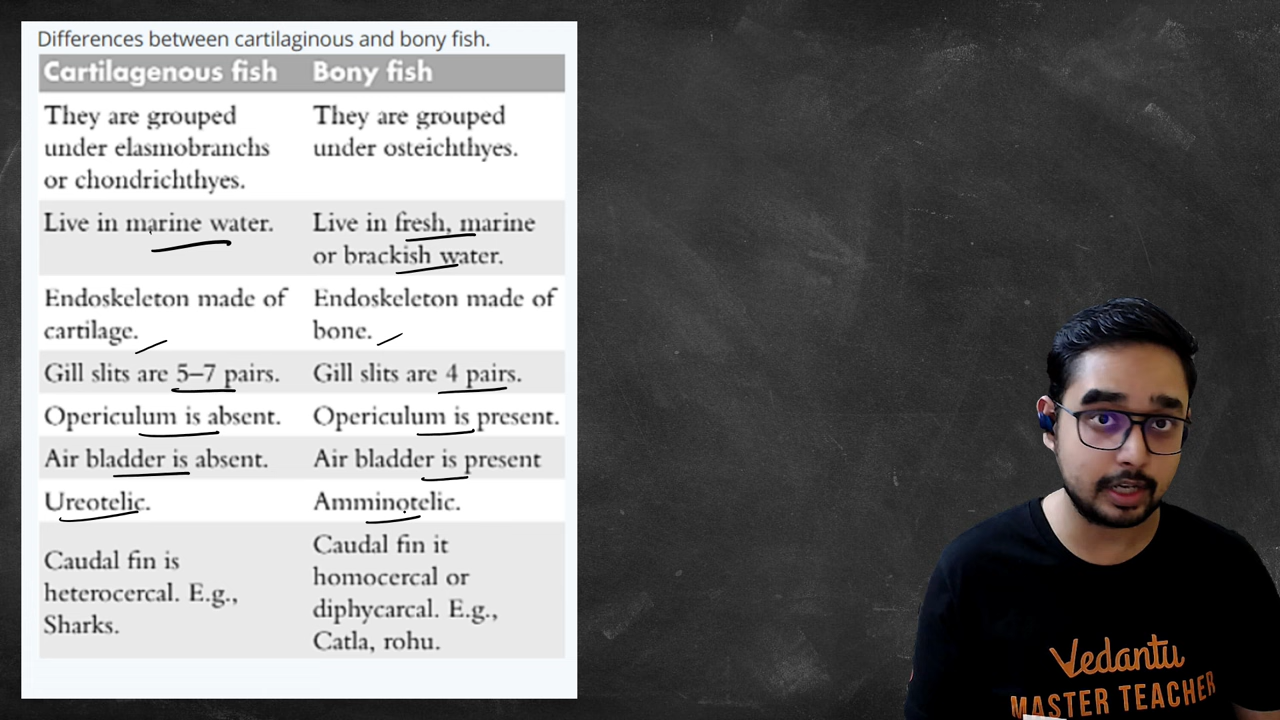 Differences between cartilaginous and bony fish.
Cartilagenous fish Bony fish
They are grouped
under elasmobranchs
or chondrichthyes.
They are grouped
under osteichthyes.
Live in marine water.
Live in fresh, marine
or brackish water.
Endoskeleton made of
cartilage.
Endoskeleton made of
bone.
Gill slits are 5–7 pairs.
Gill slits are 4 pairs.
Opericulum is absent.
Opericulum is present.
Air bladder is absent.
Air bladder is present
Ureotelic.
Amminotelic.
Caudal fin is
heterocercal. E.g.,
Sharks.
Caudal fin it
homocercal or
diphycarcal. E.g.,
Catla, rohu.
Vedantu
MASTER TEACHER